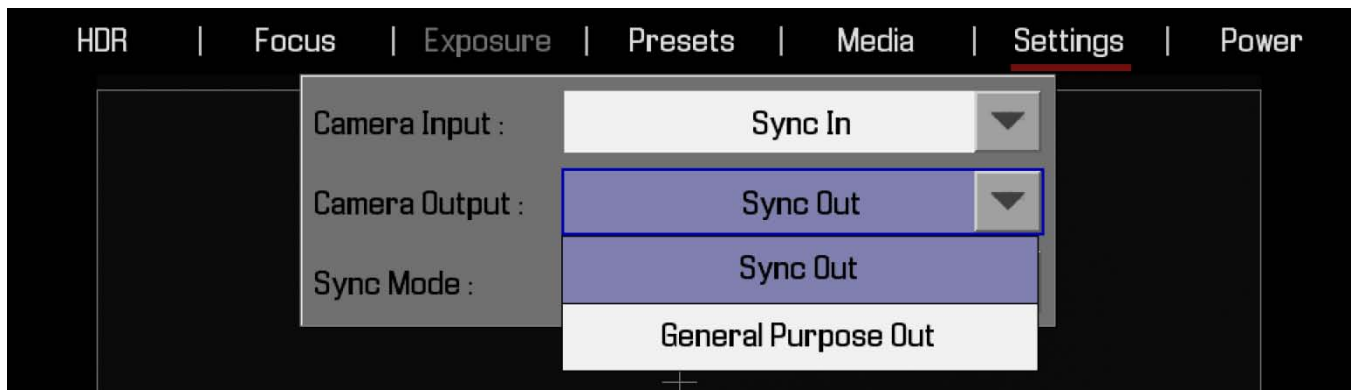 HDR | Focus | Exposure | Presets | Media | Settings | Power
Camera Input : Sync In
Camera Output : Sync Out
Sync Mode : Sync Out
General Purpose Out